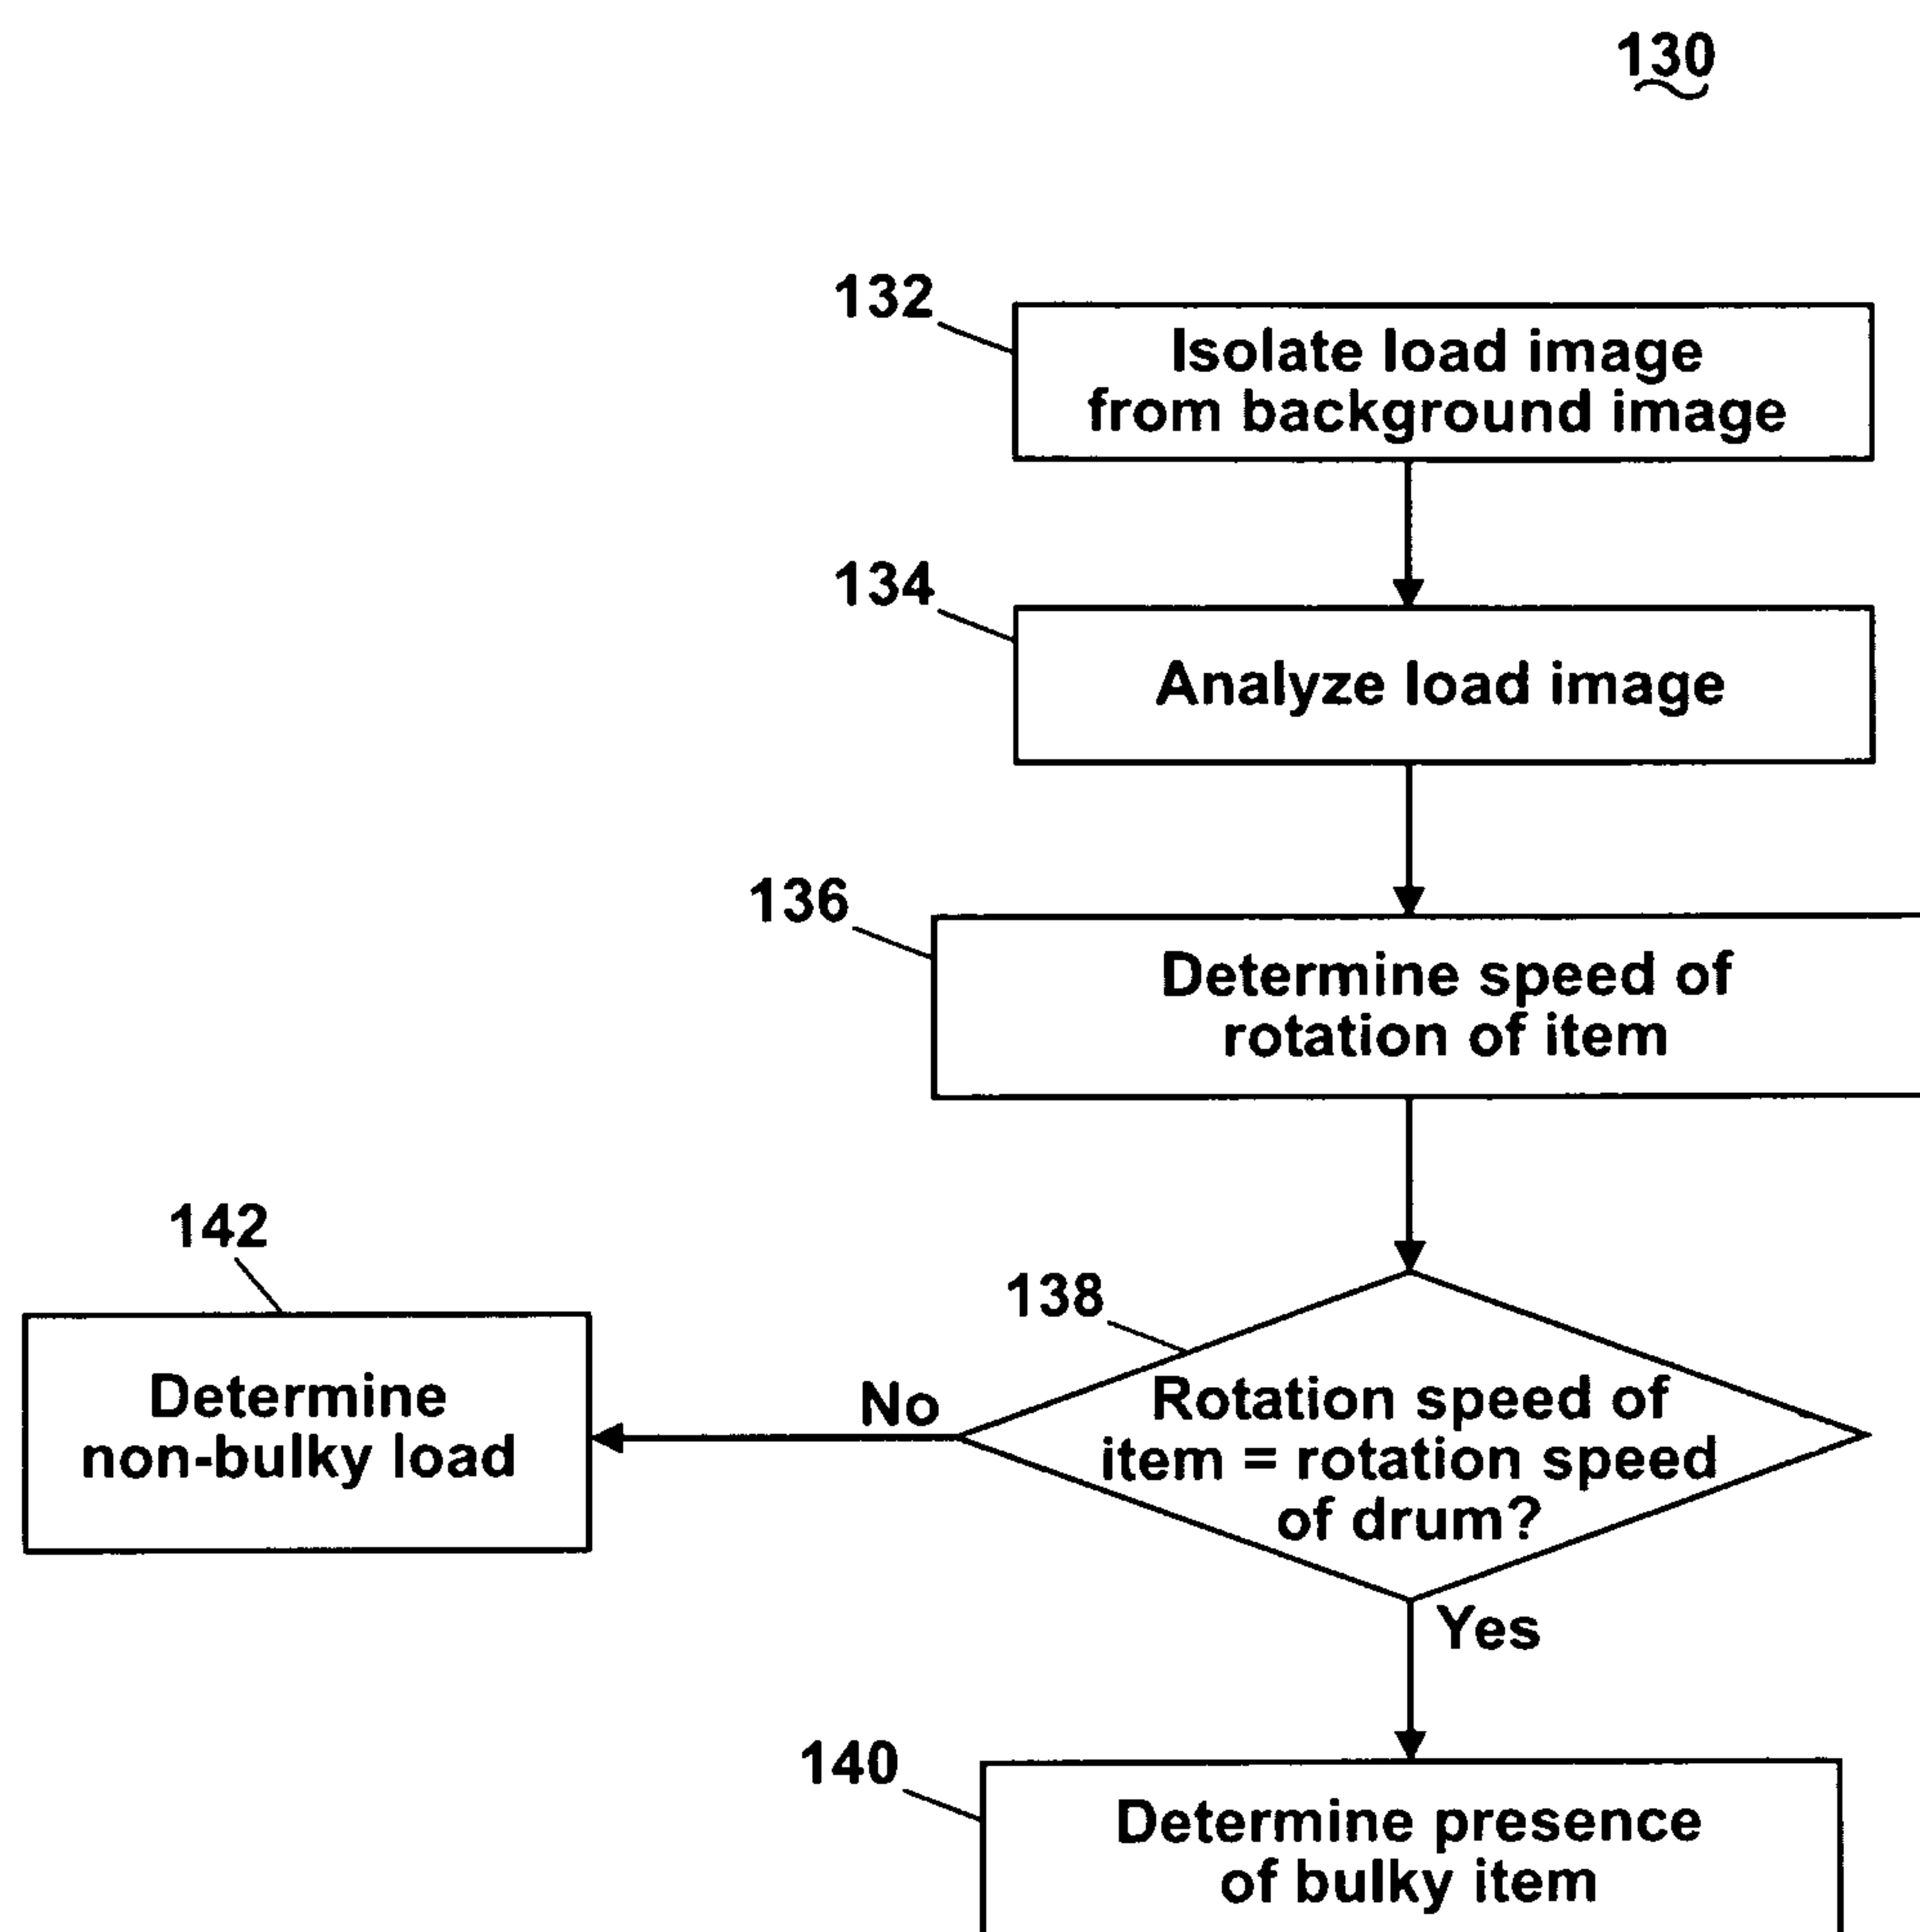 130
132
Isolate load image
from background image
134
Analyze load image
136
Determine speed of
rotation of item
142
138
Determine
non-bulky load
No
Rotation speed of
item = rotation speed
of drum?
Yes
140
Determine presence
of bulky item